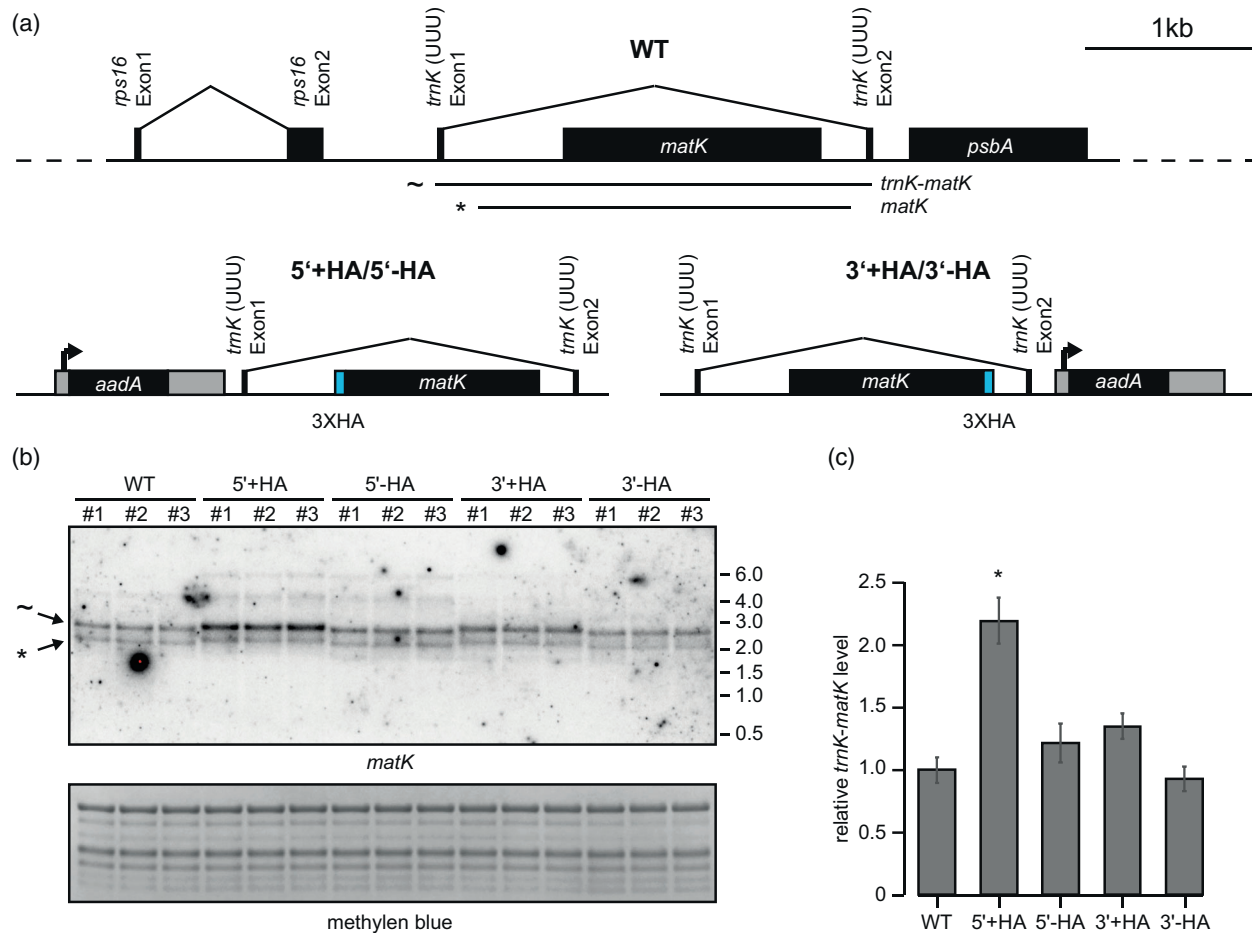 (a)
1kb
WT
rps16
Exon1
rps16
Exon2
trnK (UUU)
Exon1
trnK (UUU)
Exon2
matK
psbA
~
trnK-matK
*
matK
5‘+HA/5‘-HA
3‘+HA/3‘-HA
trnK (UUU)
Exon1
trnK (UUU)
Exon2
trnK (UUU)
Exon1
trnK (UUU)
Exon2
aadA
matK
matK
aadA
3XHA
3XHA
(b)
WT 5'+HA 5'-HA 3'+HA 3'-HA
#1 #2 #3 #1 #2 #3 #1 #2 #3 #1 #2 #3 #1 #2 #3
6.0
4.0
~
3.0
*
2.0
1.5
1.0
0.5
matK
methylen blue
(c)
relative trnK-matK level
2.5
2.0
1.5
1.0
0.5
0
*
WT 5'+HA 5'-HA 3'+HA 3'-HA